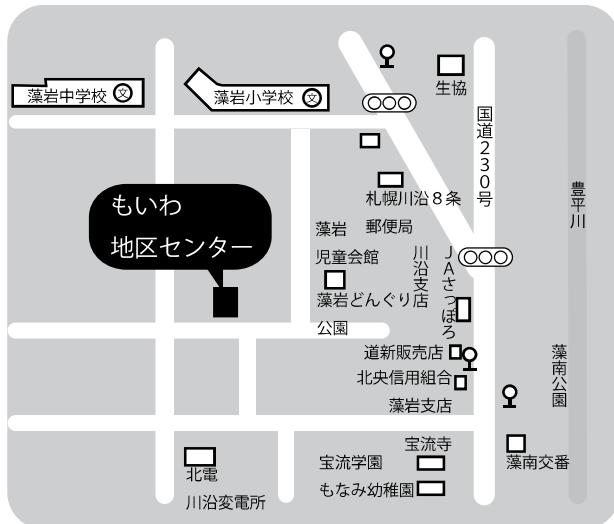 藻岩中学校
文
藻岩小学校
文
生協
国道230号
豊平川
札幌川沿8条
郵便局
もいわ
地区センター
藻岩
児童会館
藻岩どんぐり
公園
川沿支店
JAさっぽろ
道新販売店
北央信用組合
藻岩支店
藻南公園
藻南交番
宝流寺
宝流学園
もなみ幼稚園
北電
川沿変電所